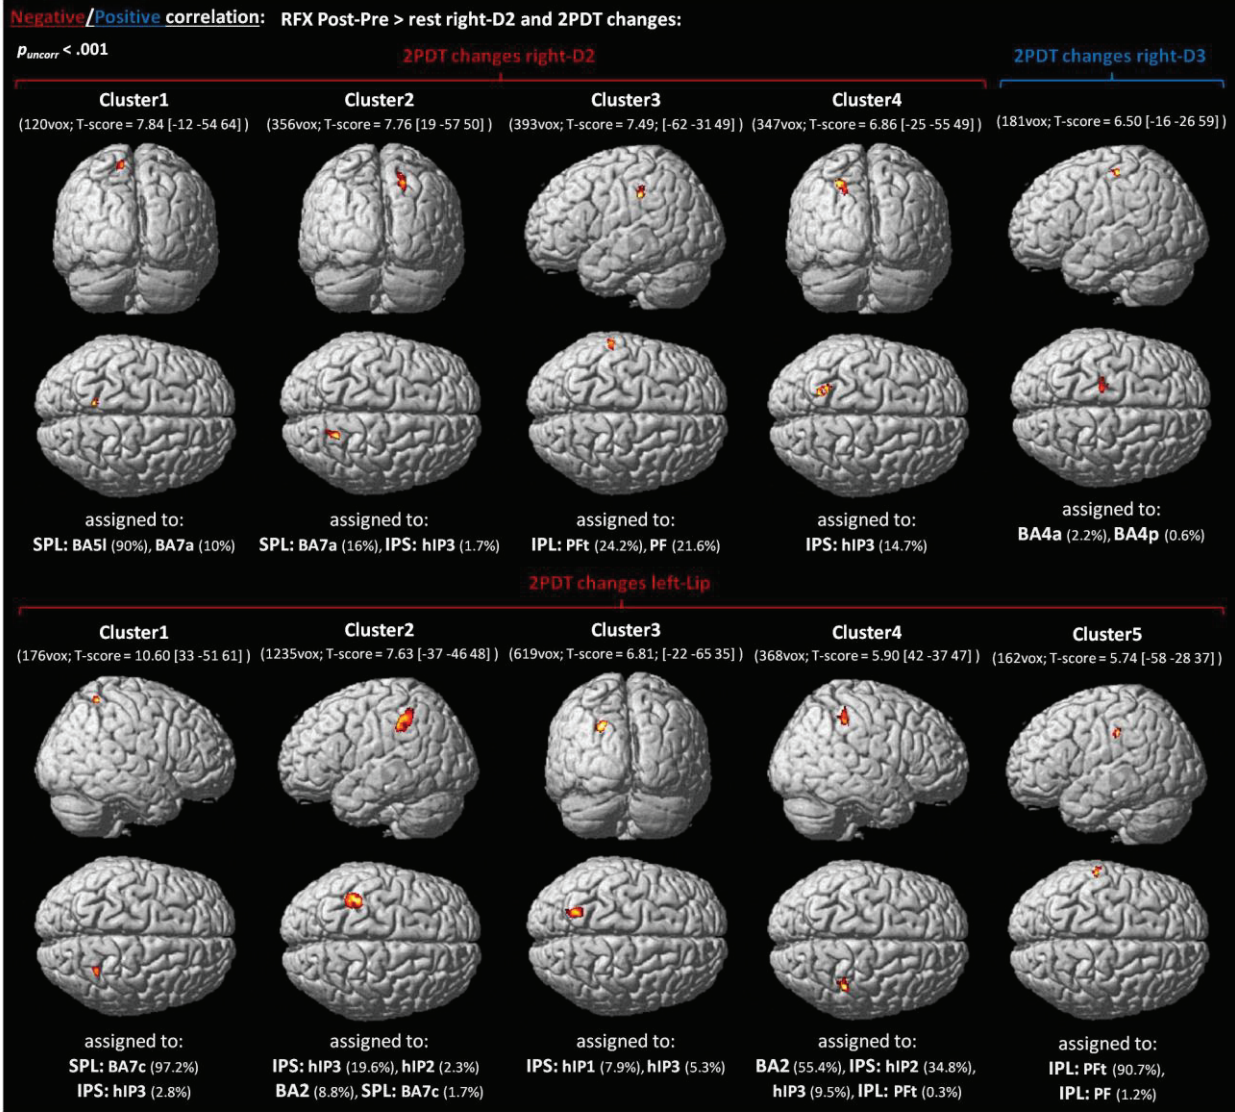 Negative/Positive correlation: RFX Post-Pre > rest right-D2 and 2PDT changes:
puncorr < .001
2PDT changes right-D2
2PDT changes right-D3
Cluster1
(120vox; T-score = 7.84 [-12 -54 64] )
Cluster2
(356vox; T-score = 7.76 [19 -57 50] )
Cluster3
(393vox; T-score = 7.49; [-62 -31 49] )
Cluster4
(347vox; T-score = 6.86 [-25 -55 49] )
(181vox; T-score = 6.50 [-16 -26 59] )
assigned to:
SPL: BA5l (90%), BA7a (10%)
assigned to:
SPL: BA7a (16%), IPS: hIP3 (1.7%)
assigned to:
IPL: PFt (24.2%), PF (21.6%)
assigned to:
IPS: hIP3 (14.7%)
assigned to:
BA4a (2.2%), BA4p (0.6%)
2PDT changes left-Lip
Cluster1
(176vox; T-score = 10.60 [33 -51 61] )
Cluster2
(1235vox; T-score = 7.63 [-37 -46 48] )
Cluster3
(619vox; T-score = 6.81; [-22 -65 35] )
Cluster4
(368vox; T-score = 5.90 [42 -37 47] )
Cluster5
(162vox; T-score = 5.74 [-58 -28 37] )
assigned to:
SPL: BA7c (97.2%)
IPS: hIP3 (2.8%)
assigned to:
IPS: hIP3 (19.6%), hIP2 (2.3%)
BA2 (8.8%), SPL: BA7c (1.7%)
assigned to:
IPS: hIP1 (7.9%), hIP3 (5.3%)
assigned to:
BA2 (55.4%), IPS: hIP2 (34.8%),
hIP3 (9.5%), IPL: PFt (0.3%)
assigned to:
IPL: PFt (90.7%),
IPL: PF (1.2%)